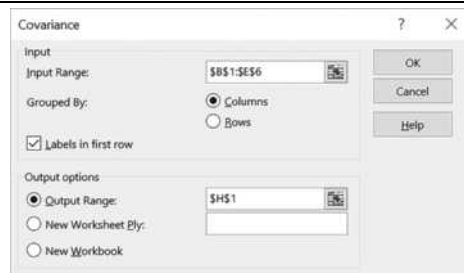 Covariance ? ×
Input
Input Range: $B$1:$E$6
Grouped By: Columns
Rows
Labels in first row
OK
Cancel
Help
Output options
Output Range: $H$1
New Worksheet Ply:
New Workbook